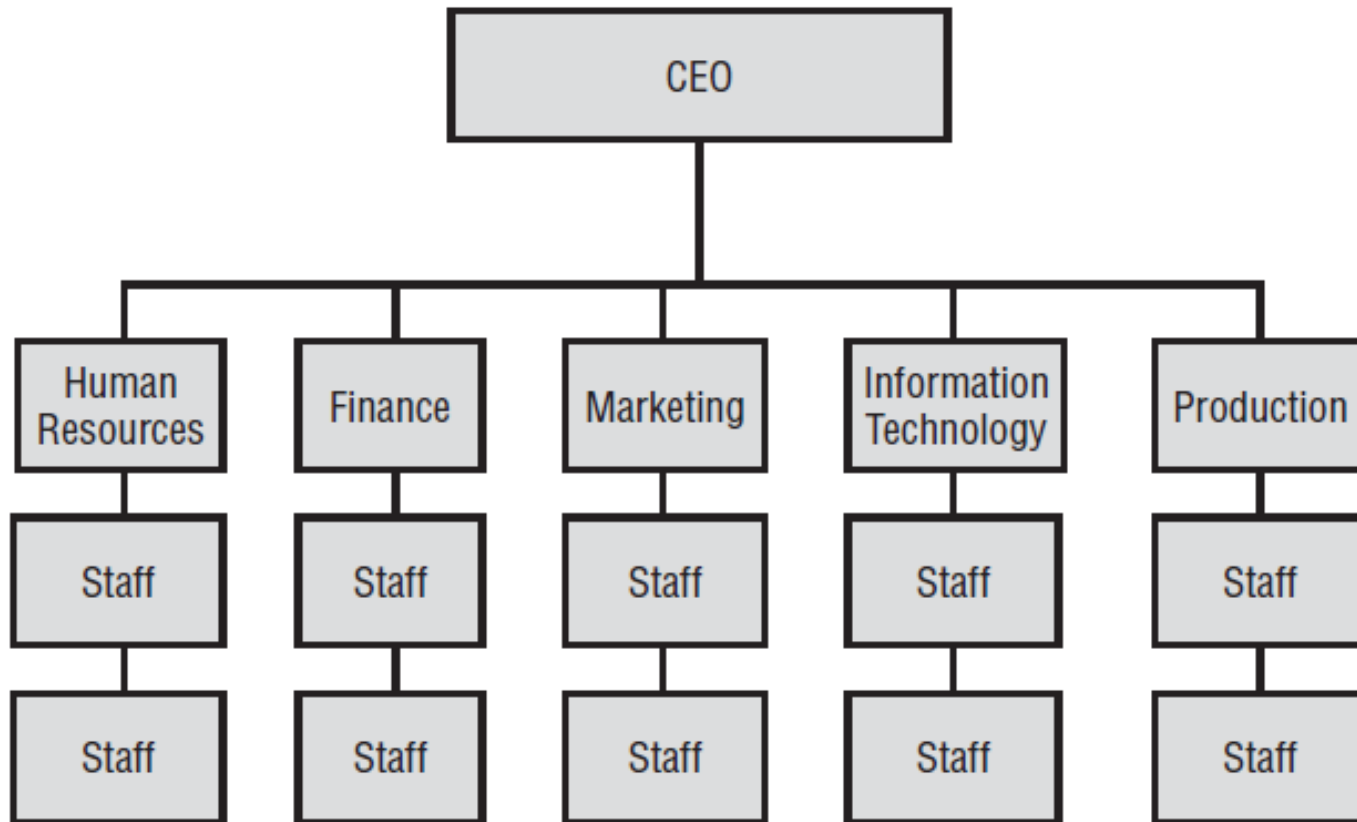 CEO
Human
Resources
Finance
Marketing
Information
Technology
Production
Staff
Staff
Staff
Staff
Staff
Staff
Staff
Staff
Staff
Staff